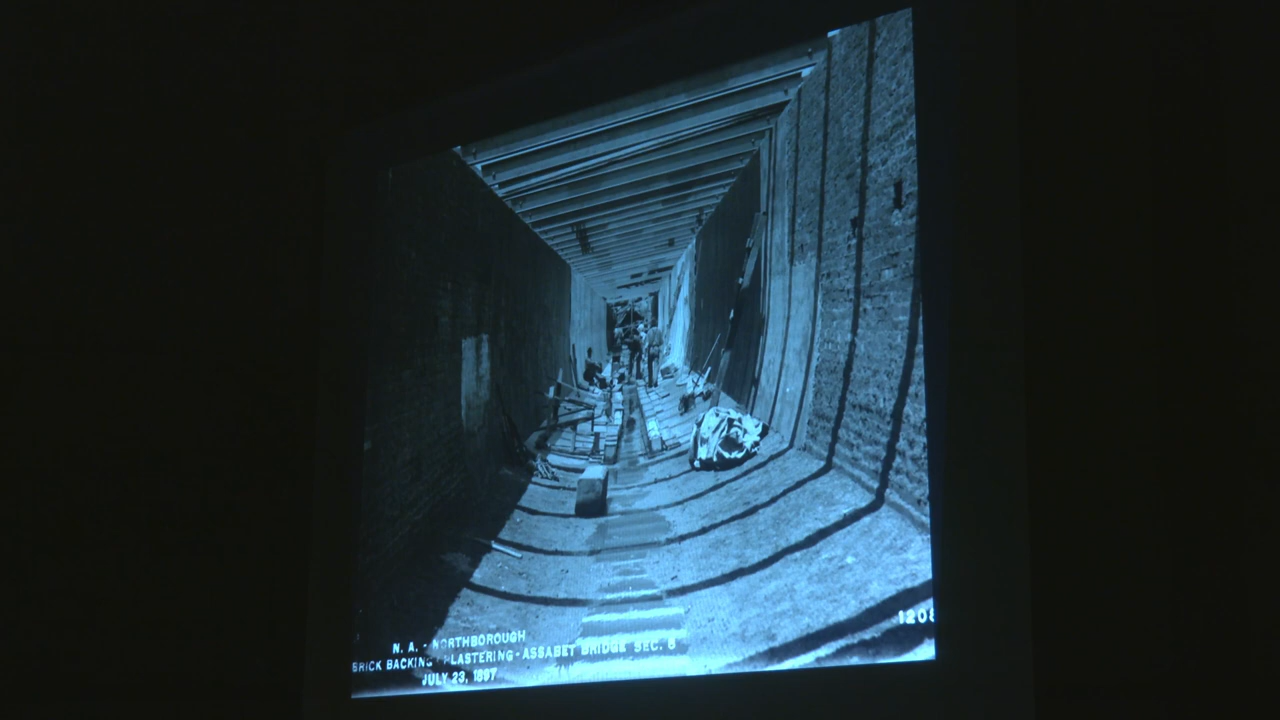 1208
N. A. - NORTHBOROUGH
BRICK BACKING PLASTERING - ASSABET BRIDGE SEC. 8
JULY 23, 1897